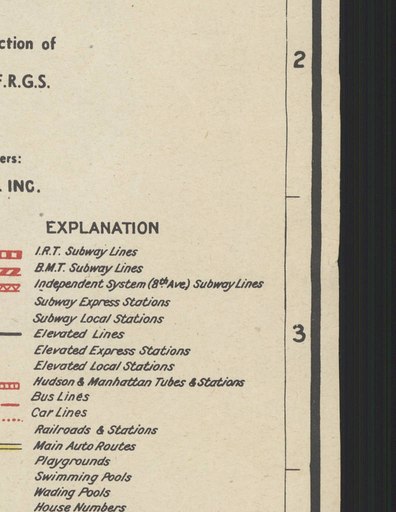 ction of
F.R.G.S.
ers:
. INC.
2
EXPLANATION
I.R.T. Subway Lines
B.M.T. Subway Lines
Independent System (8th Ave) Subway Lines
Subway Express Stations
Subway Local Stations
Elevated Lines
Elevated Express Stations
Elevated Local Stations
Hudson & Manhattan Tubes & Stations
Bus Lines
Car Lines
Railroads & Stations
Main Auto Routes
Playgrounds
Swimming Pools
Wading Pools
House Numbers
3